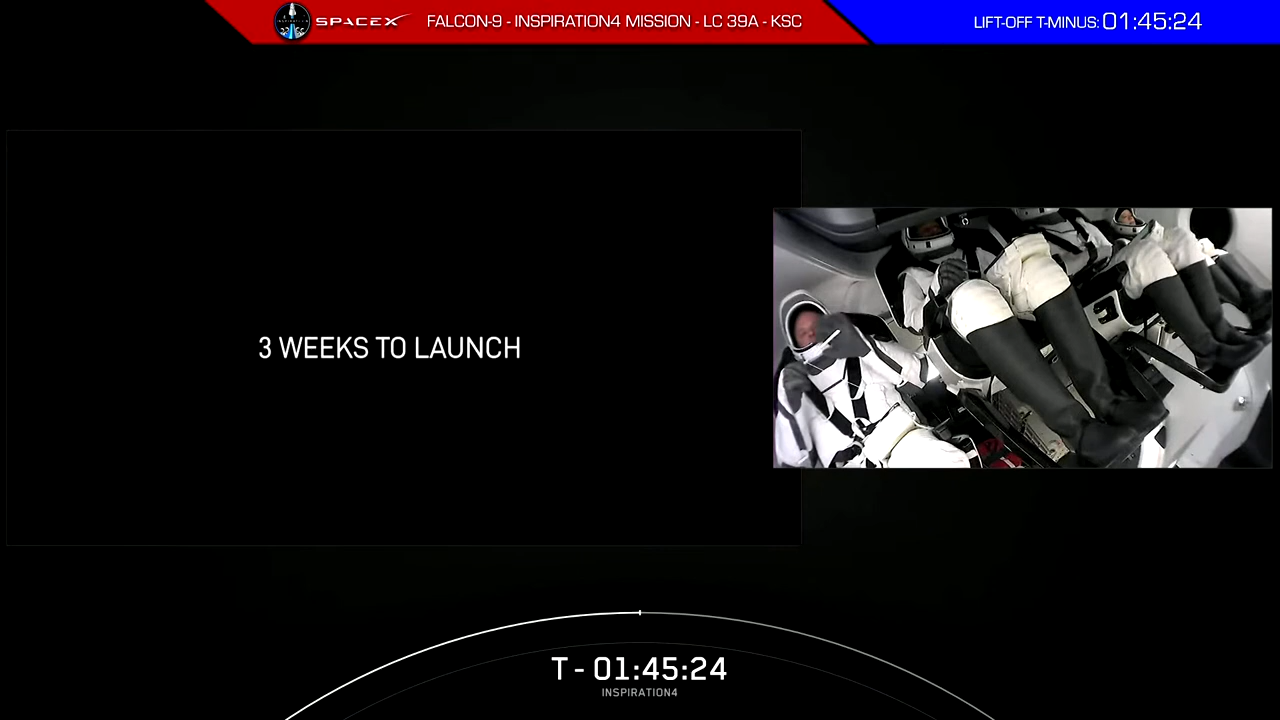 SPACEX
FALCON-9 - INSPIRATION4 MISSION - LC 39A - KSC
LIFT-OFF T-MINUS: 01:45:24
3 WEEKS TO LAUNCH
T - 01:45:24
INSPIRATION4